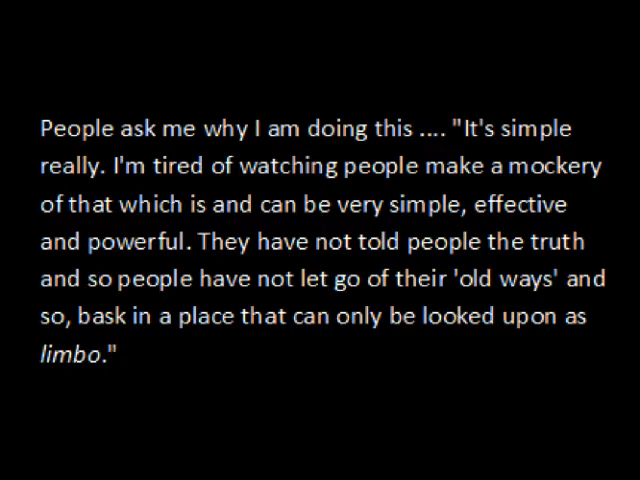 People ask me why I am doing this .... "It's simple
really. I'm tired of watching people make a mockery
of that which is and can be very simple, effective
and powerful. They have not told people the truth
and so people have not let go of their 'old ways' and
so, bask in a place that can only be looked upon as
limbo."